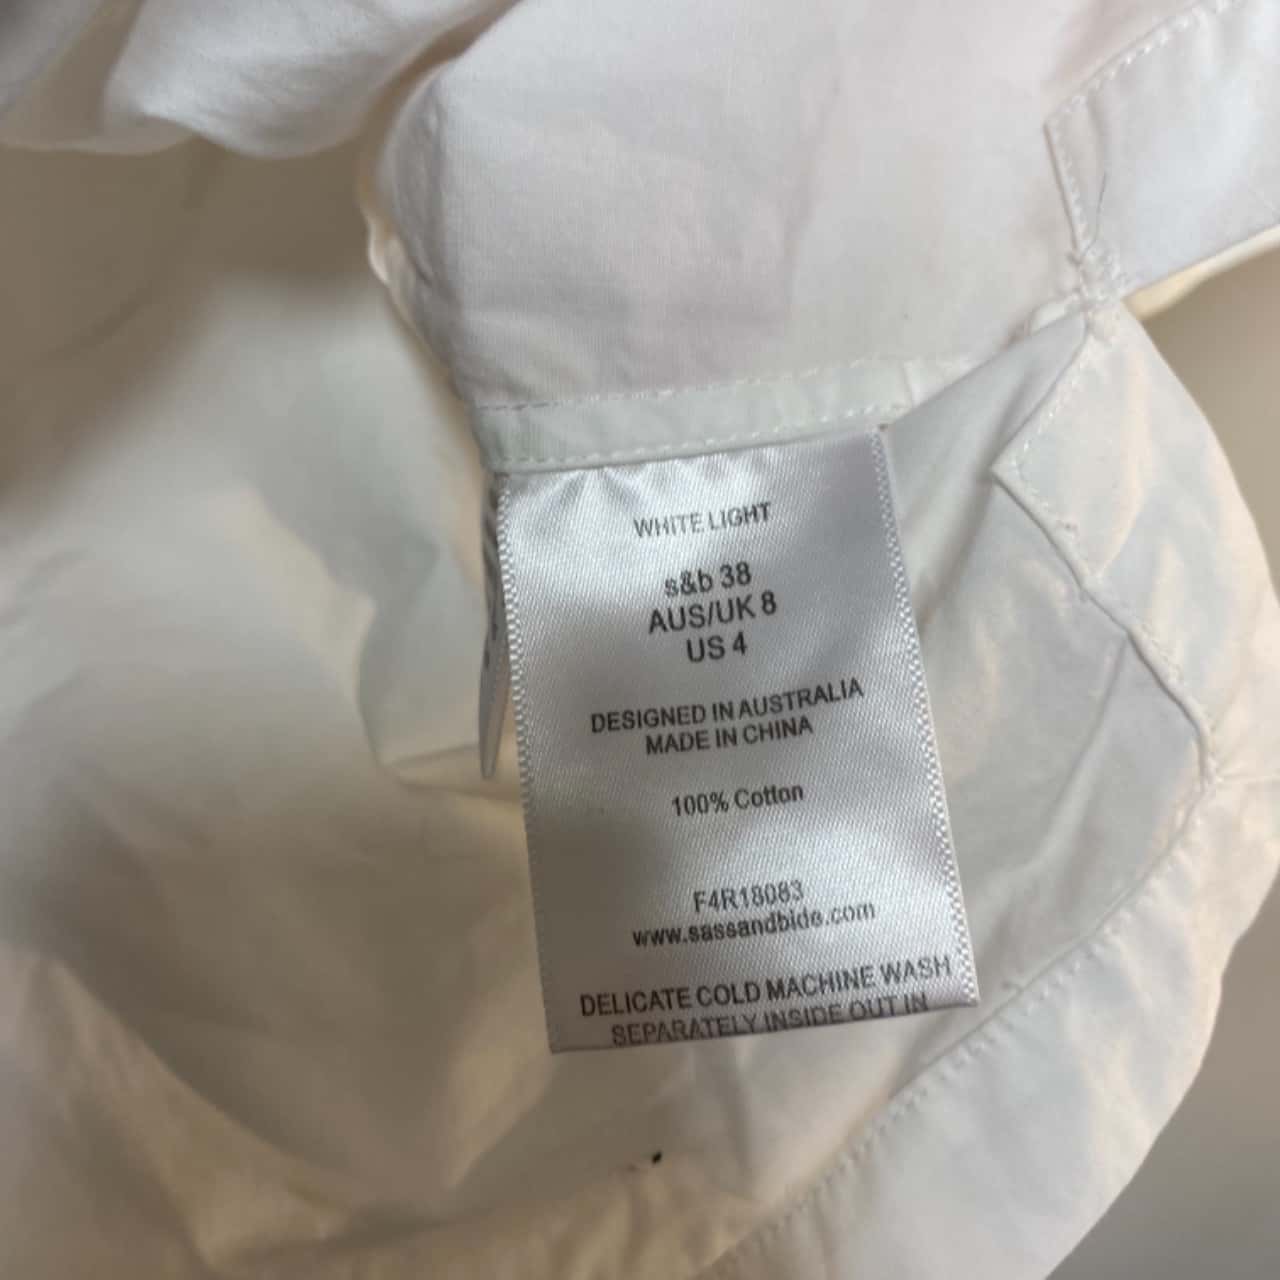 WHITE LIGHT
s&b 38
AUS/UK 8
US 4
DESIGNED IN AUSTRALIA
MADE IN CHINA
100% Cotton
F4R18083
www.sassandbide.com
DELICATE COLD MACHINE WASH
SEPARATELY INSIDE OUT IN